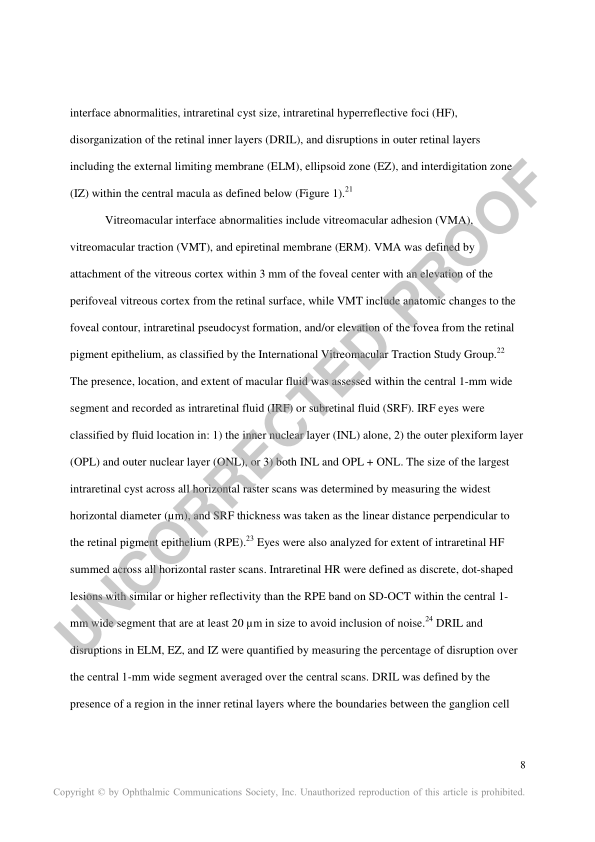 interface abnormalities, intraretinal cyst size, intraretinal hyperreflective foci (HF),
disorganization of the retinal inner layers (DRIL), and disruptions in outer retinal layers
including the external limiting membrane (ELM), ellipsoid zone (EZ), and interdigitation zone
(IZ) within the central macula as defined below (Figure 1).21
Vitreomacular interface abnormalities include vitreomacular adhesion (VMA),
vitreomacular traction (VMT), and epiretinal membrane (ERM). VMA was defined by
attachment of the vitreous cortex within 3 mm of the foveal center with an elevation of the
perifoveal vitreous cortex from the retinal surface, while VMT include anatomic changes to the
foveal contour, intraretinal pseudocyst formation, and/or elevation of the fovea from the retinal
pigment epithelium, as classified by the International Vitreomacular Traction Study Group.22
The presence, location, and extent of macular fluid was assessed within the central 1-mm wide
segment and recorded as intraretinal fluid (IRF) or subretinal fluid (SRF). IRF eyes were
classified by fluid location in: 1) the inner nuclear layer (INL) alone, 2) the outer plexiform layer
(OPL) and outer nuclear layer (ONL), or 3) both INL and OPL + ONL. The size of the largest
intraretinal cyst across all horizontal raster scans was determined by measuring the widest
horizontal diameter (µm), and SRF thickness was taken as the linear distance perpendicular to
the retinal pigment epithelium (RPE).23 Eyes were also analyzed for extent of intraretinal HF
summed across all horizontal raster scans. Intraretinal HR were defined as discrete, dot-shaped
lesions with similar or higher reflectivity than the RPE band on SD-OCT within the central 1-
mm wide segment that are at least 20 µm in size to avoid inclusion of noise.24 DRIL and
disruptions in ELM, EZ, and IZ were quantified by measuring the percentage of disruption over
the central 1-mm wide segment averaged over the central scans. DRIL was defined by the
presence of a region in the inner retinal layers where the boundaries between the ganglion cell
8
Copyright © by Ophthalmic Communications Society, Inc. Unauthorized reproduction of this article is prohibited.
UNCORRECTED PROOF